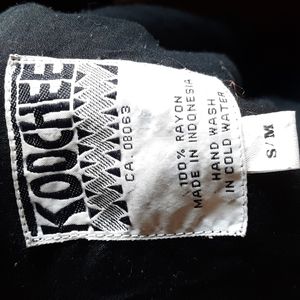 KOOCHEE
CA. 08063
100% RAYON
MADE IN INDONESIA
HAND WASH
IN COLD WATER
S/M